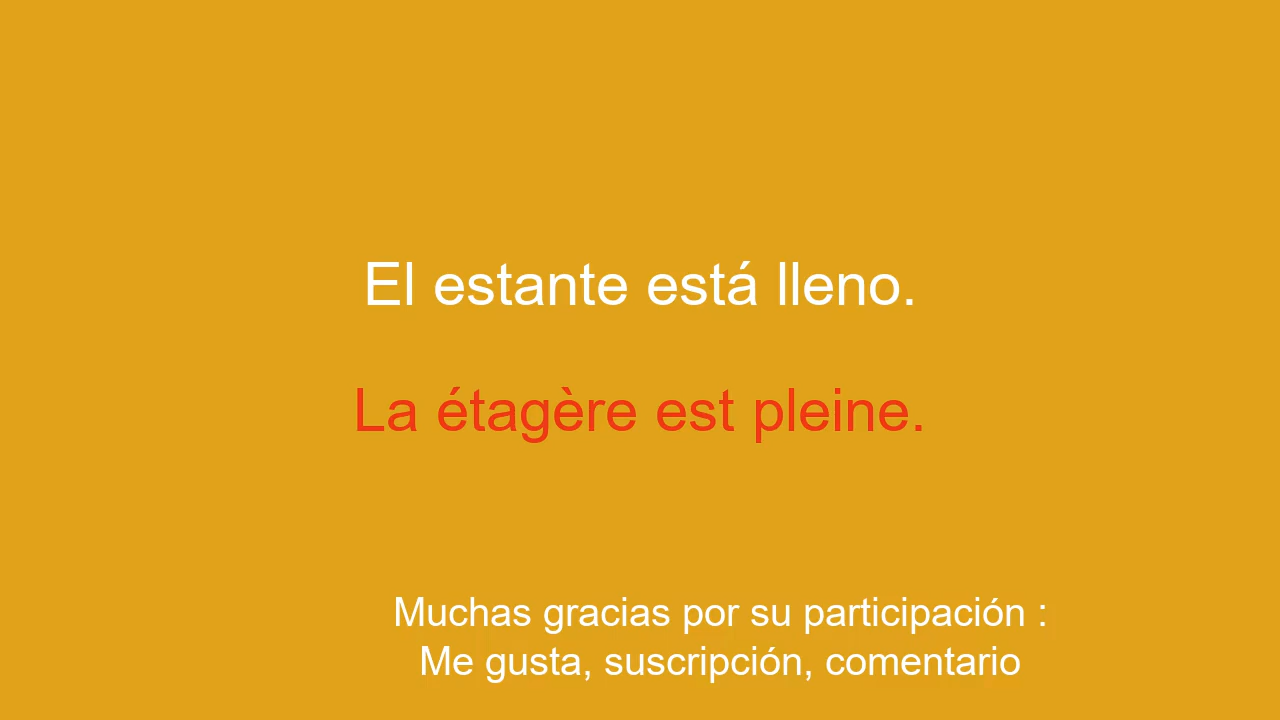 El estante está lleno.
La étagère est pleine.
Muchas gracias por su participación :
Me gusta, suscripción, comentario